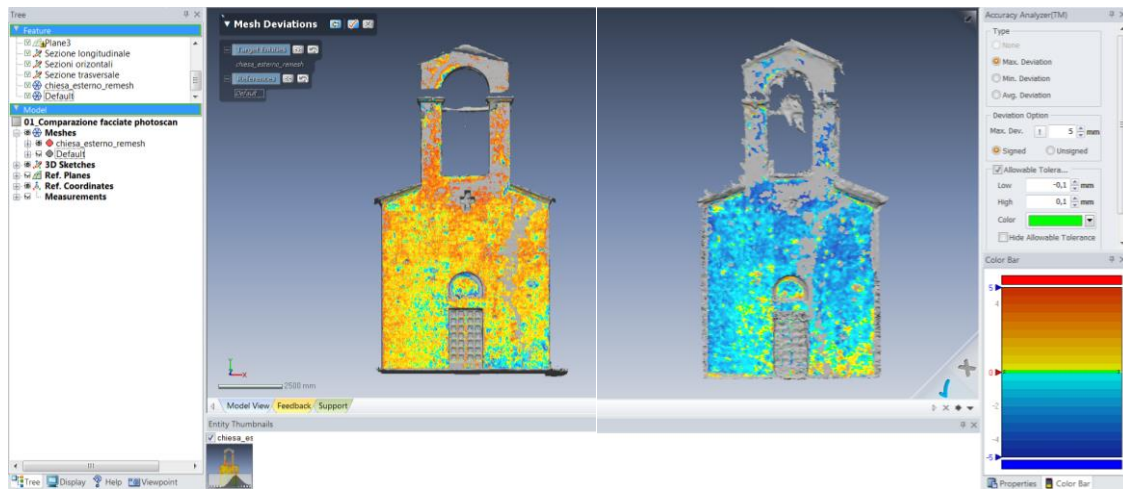 Tree
Feature
Plane3
Sezione longitudinale
Sezioni orizontali
Sezione trasversale
chiesa_esterno_remesh
Default
Model
01_Comparazione facciate photoscan
Meshes
chiesa_esterno_remesh
Default
3D Sketches
Ref. Planes
Ref. Coordinates
Measurements
Tree
Display
Help
Viewpoint
Mesh Deviations
Target Entities
chiesa_esterno_remesh
References
Default
Y
X
2500 mm
Model View
Feedback
Support
Entity Thumbnails
chiesa_es
Accuracy Analyzer(TM)
Type
None
Max. Deviation
Min. Deviation
Avg. Deviation
Deviation Option
Max. Dev. 5 mm
Signed Unsigned
Allowable Tolera...
Low -0,1 mm
High 0,1 mm
Color
Hide Allowable Tolerance
Color Bar
5
4
2
0
-2
-4
-5
Properties
Color Bar